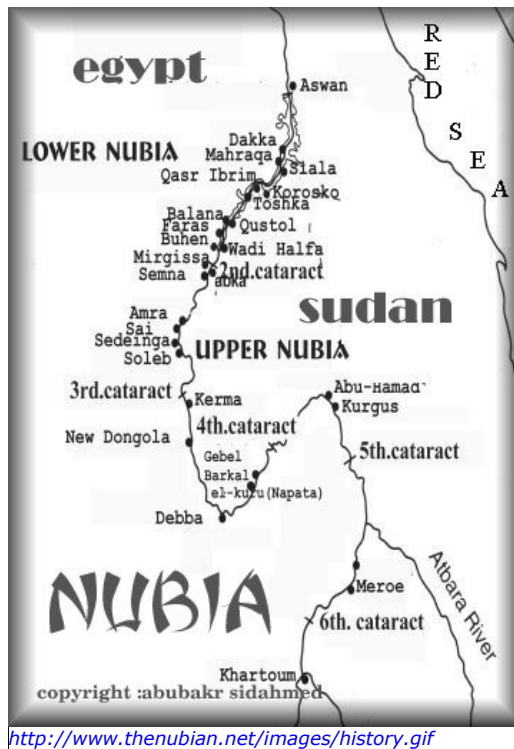 RED SEA
egypt
Aswan
LOWER NUBIA
Dakka
Mahraqa
Siala
Qasr Ibrim
Korosko
Toshka
Balana
Qustol
Faras
Buhen
Wadi Halfa
Mirgissa
2nd.cataract
Semna
abka
sudan
Amra
Sai
Sedeinga
UPPER NUBIA
Soleb
3rd.cataract
Kerma
Abu-Hamad
Kurgus
4th.cataract
New Dongola
5th.cataract
Gebel
Barkal
el-kuru(Napata)
Debba
NUBIA
Atbara River
Meroe
6th. cataract
Khartoum
copyright :abubakr sidahmed
http://www.thenubian.net/images/history.gif